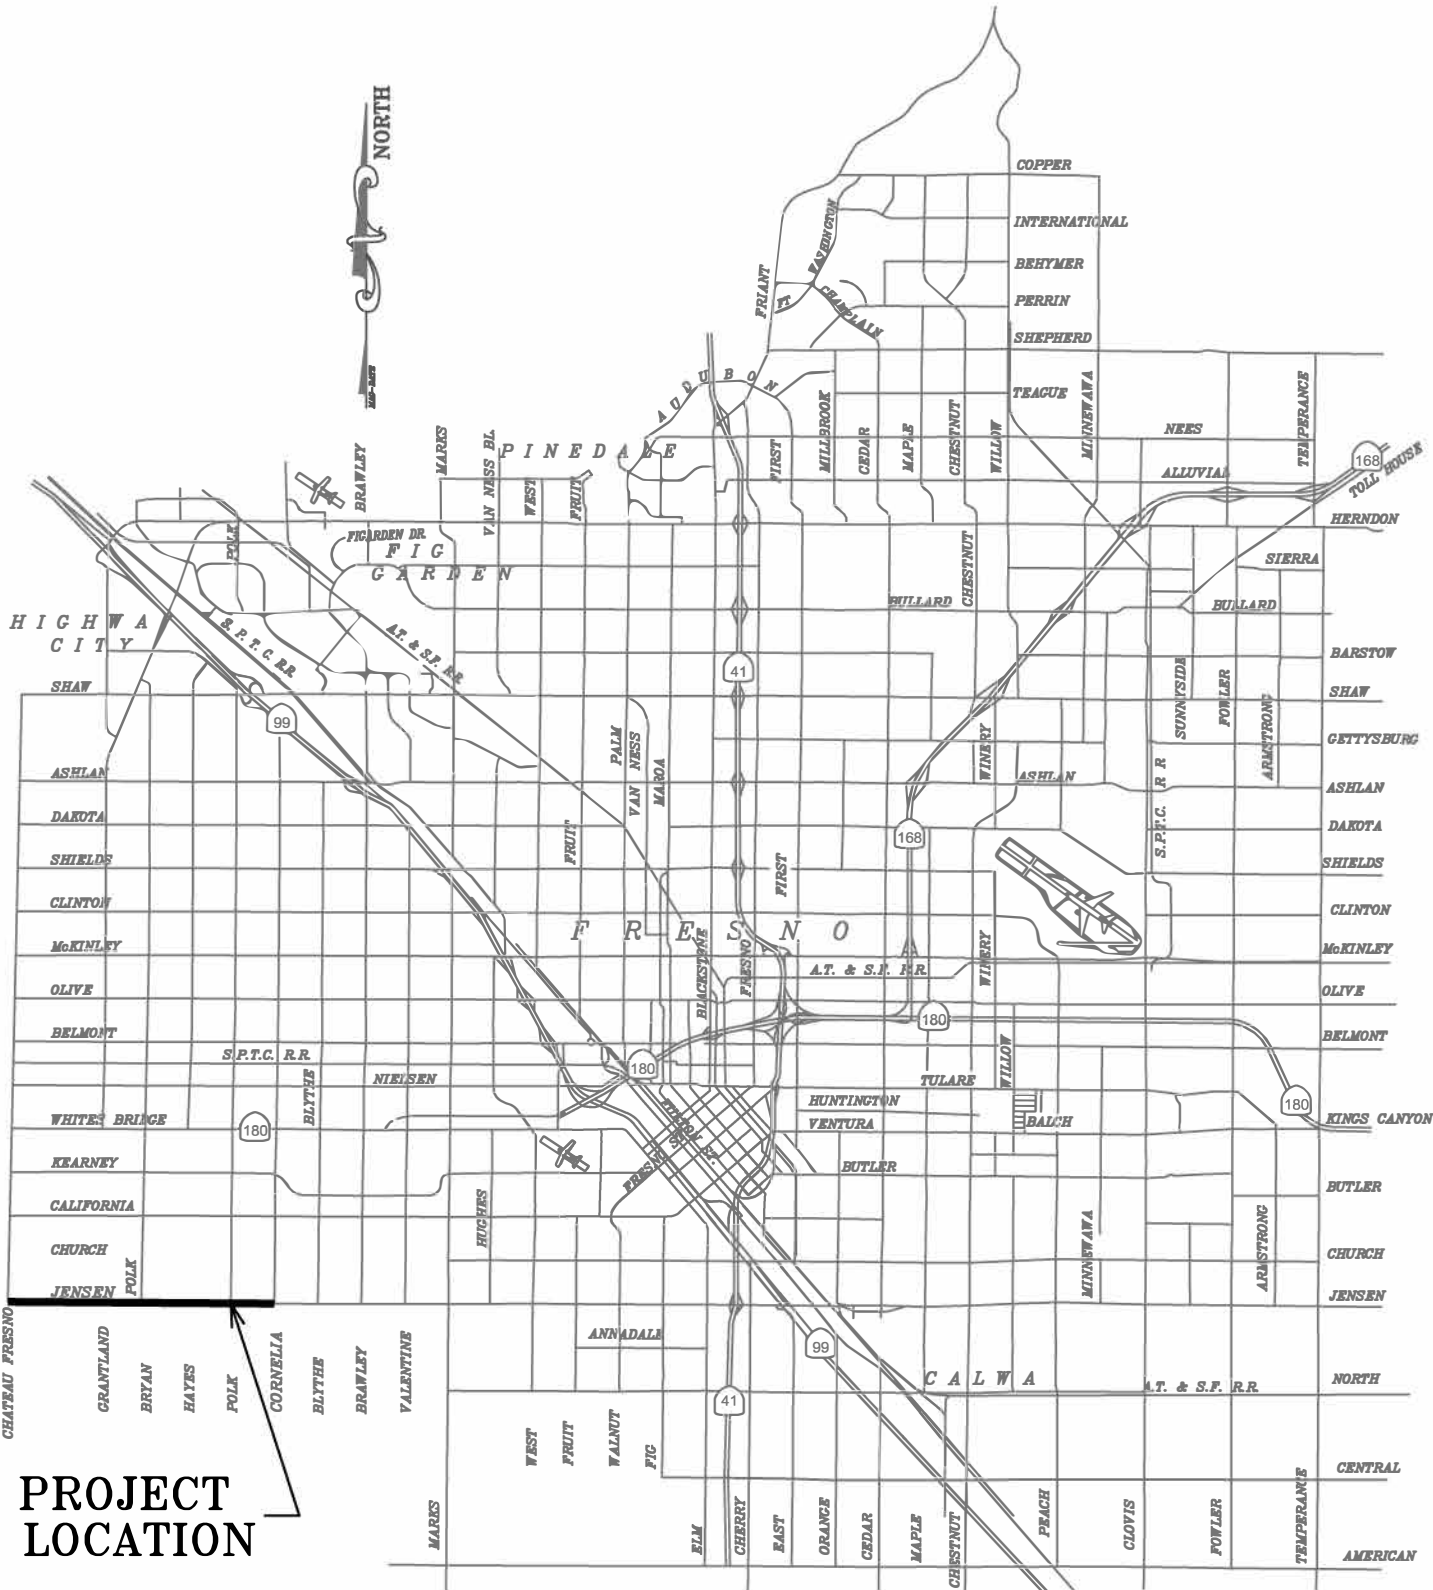 NORTH
COPPER
INTERNATIONAL
WASHINGTON
BEHYMER
FRIANT
FT
CHAMPLAIN
PERRIN
SHEPHERD
AUDUBON
TEAGUE
MILLBROOK
CEDAR
MAPLE
CHESTNUT
WILLOW
MINNEWAWA
TEMPERANCE
NEES
FIRST
BRAWLEY
MARKS
VAN NESS BL.
PINEDALE
WEST
FRUIT
ALLUVIAL
168
TOLL HOUSE
HERNDON
POLK
FIGARDEN DR.
FIG
GARDEN
CHESTNUT
SIERRA
BULLARD
BULLARD
HIGHWA
CITY
S. P. T. C. RR
A.T. & S.F. RR.
41
BARSTOW
SHAW
SHAW
99
SUNNYSIDE
FOWLER
ARMSTRONG
PALM
VAN NESS
MAROA
WINERY
GETTYSBURG
ASHLAN
ASHLAN
ASHLAN
S.P.T.C. R R
DAKOTA
168
DAKOTA
SHIELDS
FRUIT
FIRST
SHIELDS
CLINTON
CLINTON
FRESNO
McKINLEY
BLACKSTONE
FRESNO
WINERY
McKINLEY
A.T. & S.F. RR.
OLIVE
OLIVE
180
BELMONT
BELMONT
S.P.T.C. R.R.
180
WILLOW
NIELSEN
TULARE
BLYTHE
HUNTINGTON
180
WHITES BRIDGE
180
FULTON ST.
VENTURA
BALCH
KINGS CANYON
KEARNEY
FRESNO ST.
BUTLER
BUTLER
CALIFORNIA
HUGHES
MINNEWAWA
ARMSTRONG
CHURCH
CHURCH
POLK
JENSEN
JENSEN
CHATEAU FRESNO
GRANTLAND
BRYAN
HAYES
POLK
CORNELIA
BLYTHE
BRAWLEY
VALENTINE
ANNADALE
99
CALWA
NORTH
A.T. & S.F. R.R.
41
WEST
FRUIT
WALNUT
FIG
CENTRAL
PROJECT
LOCATION
MARKS
ELM
CHERRY
EAST
ORANGE
CEDAR
MAPLE
CHESTNUT
PEACH
CLOVIS
FOWLER
TEMPERANCE
AMERICAN